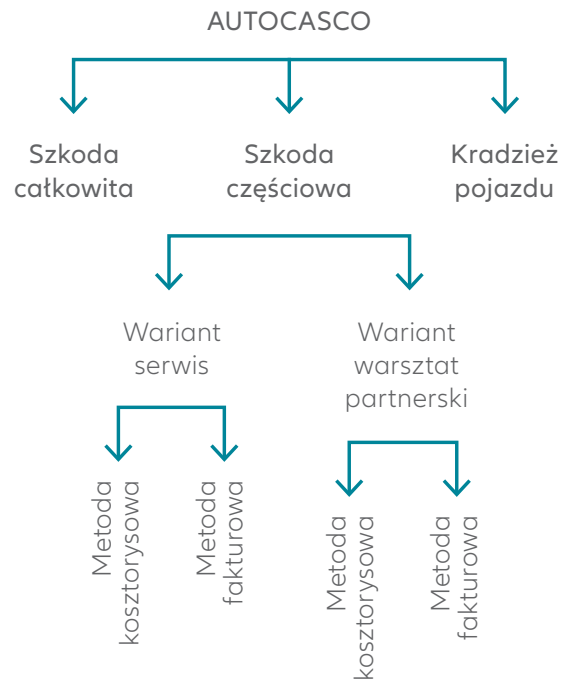 AUTOCASCO
Szkoda
całkowita
Szkoda
częściowa
Kradzież
pojazdu
Wariant
serwis
Wariant
warsztat
partnerski
Metoda
kosztorysowa
Metoda
fakturowa
Metoda
kosztorysowa
Metoda
fakturowa